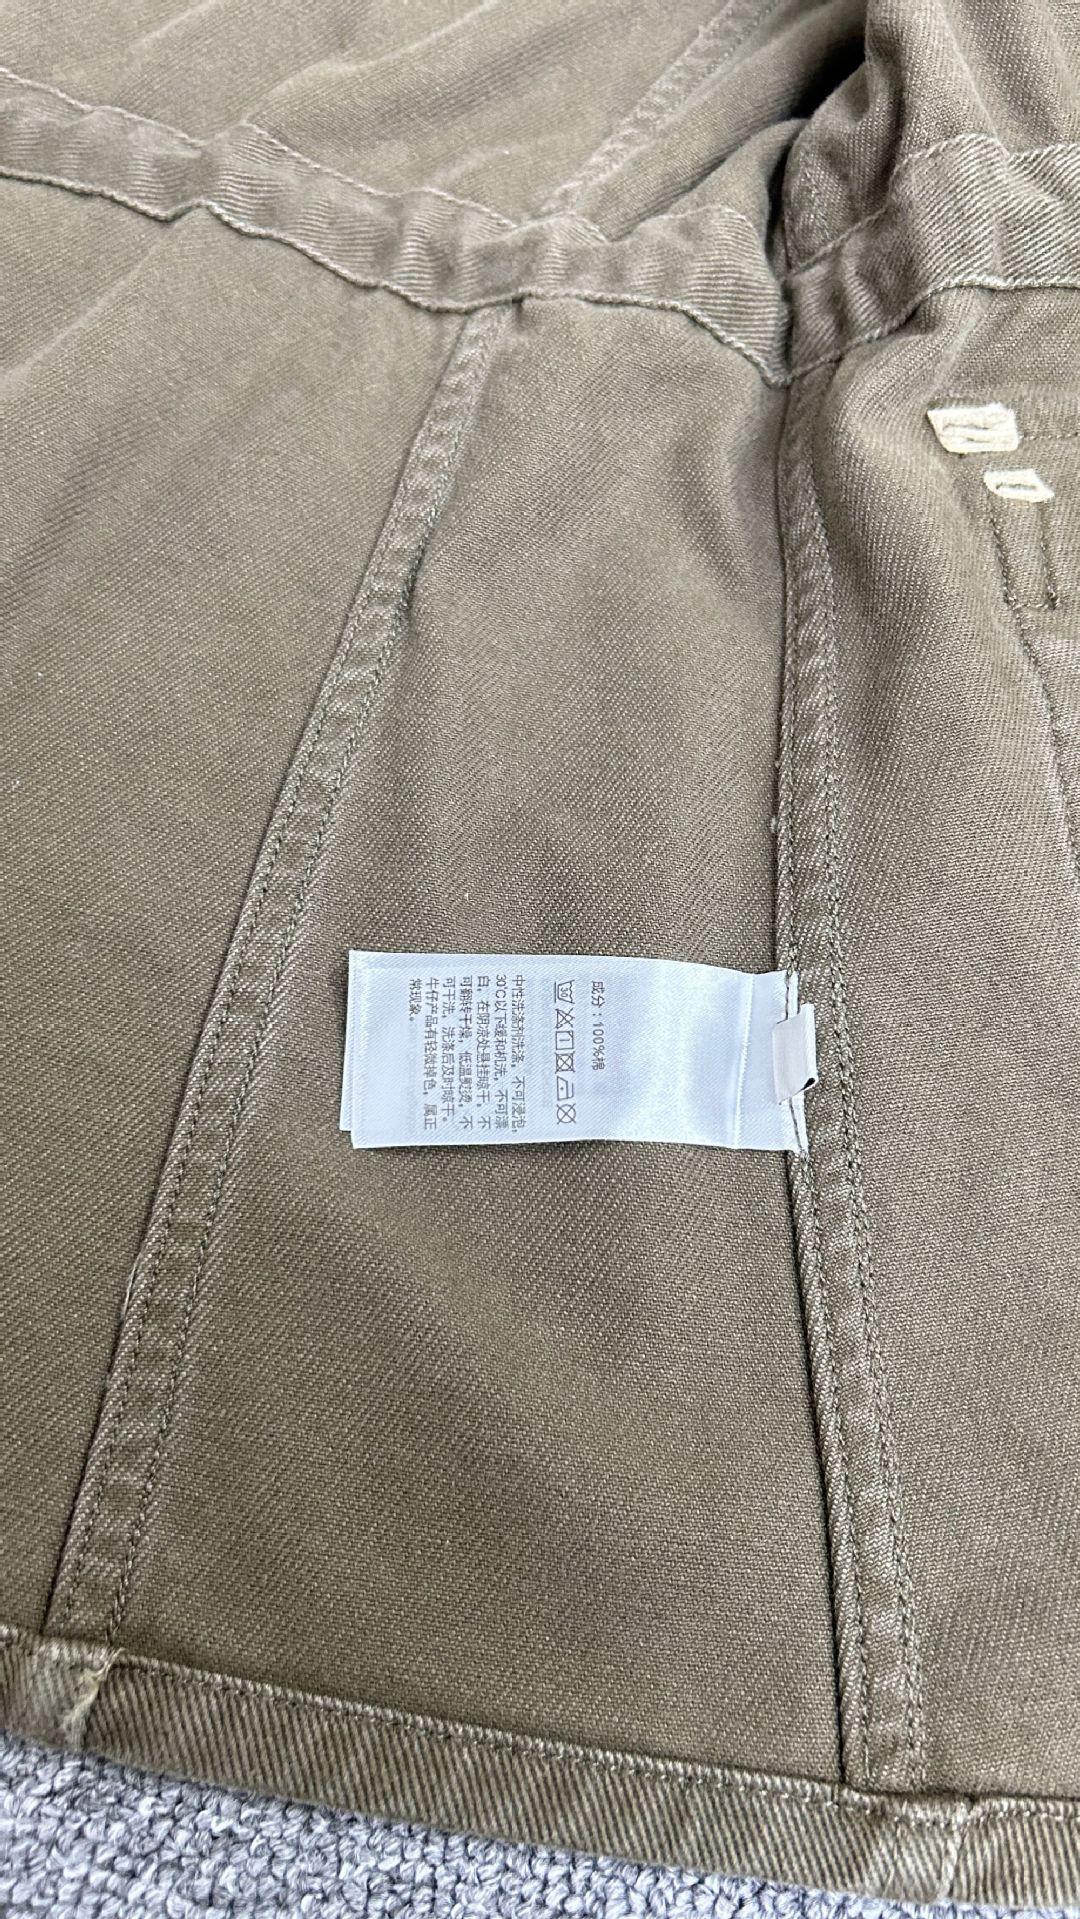 成分：100%棉
30
中性洗涤剂洗涤，不可浸泡，
30℃以下缓和机洗，不可漂
白，在阴凉处悬挂晾干，不
可翻转干燥，低温熨烫，不
可干洗，洗涤后及时晾干。
牛仔产品有轻微掉色，属正
常现象。